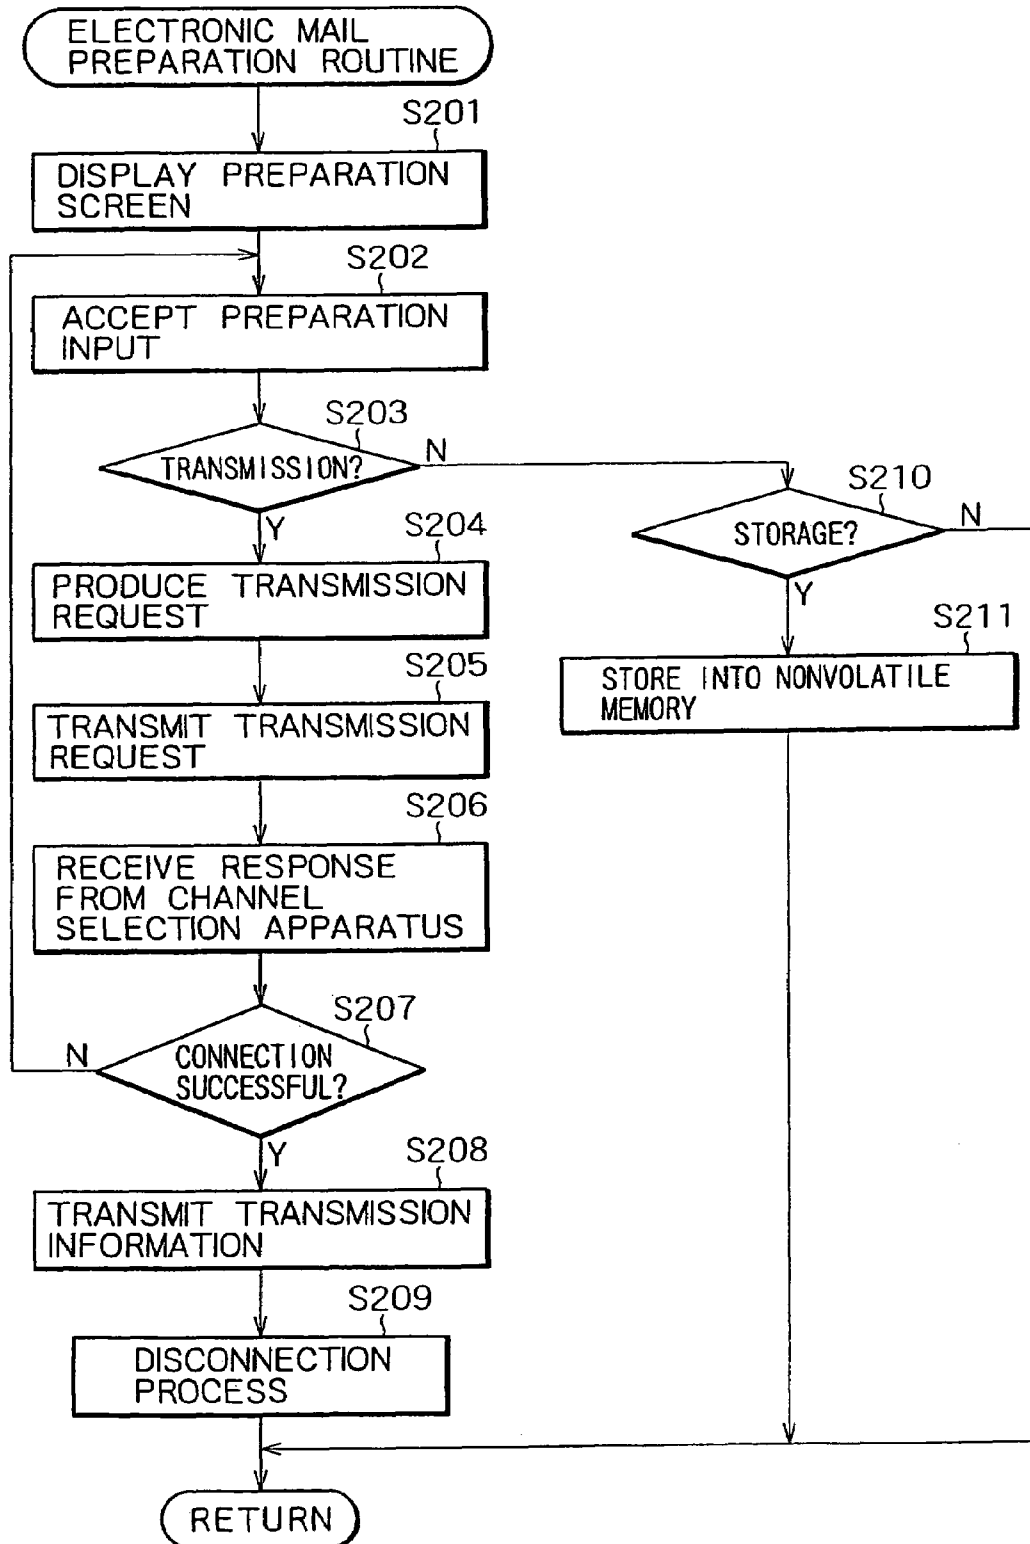 ELECTRONIC MAIL
PREPARATION ROUTINE
S201
DISPLAY PREPARATION
SCREEN
S202
ACCEPT PREPARATION
INPUT
S203
TRANSMISSION?
N
Y
S204
PRODUCE TRANSMISSION
REQUEST
S205
TRANSMIT TRANSMISSION
REQUEST
S206
RECEIVE RESPONSE
FROM CHANNEL
SELECTION APPARATUS
S207
CONNECTION
SUCCESSFUL?
N
Y
S208
TRANSMIT TRANSMISSION
INFORMATION
S209
DISCONNECTION
PROCESS
S210
STORAGE?
N
Y
S211
STORE INTO NONVOLATILE
MEMORY
RETURN